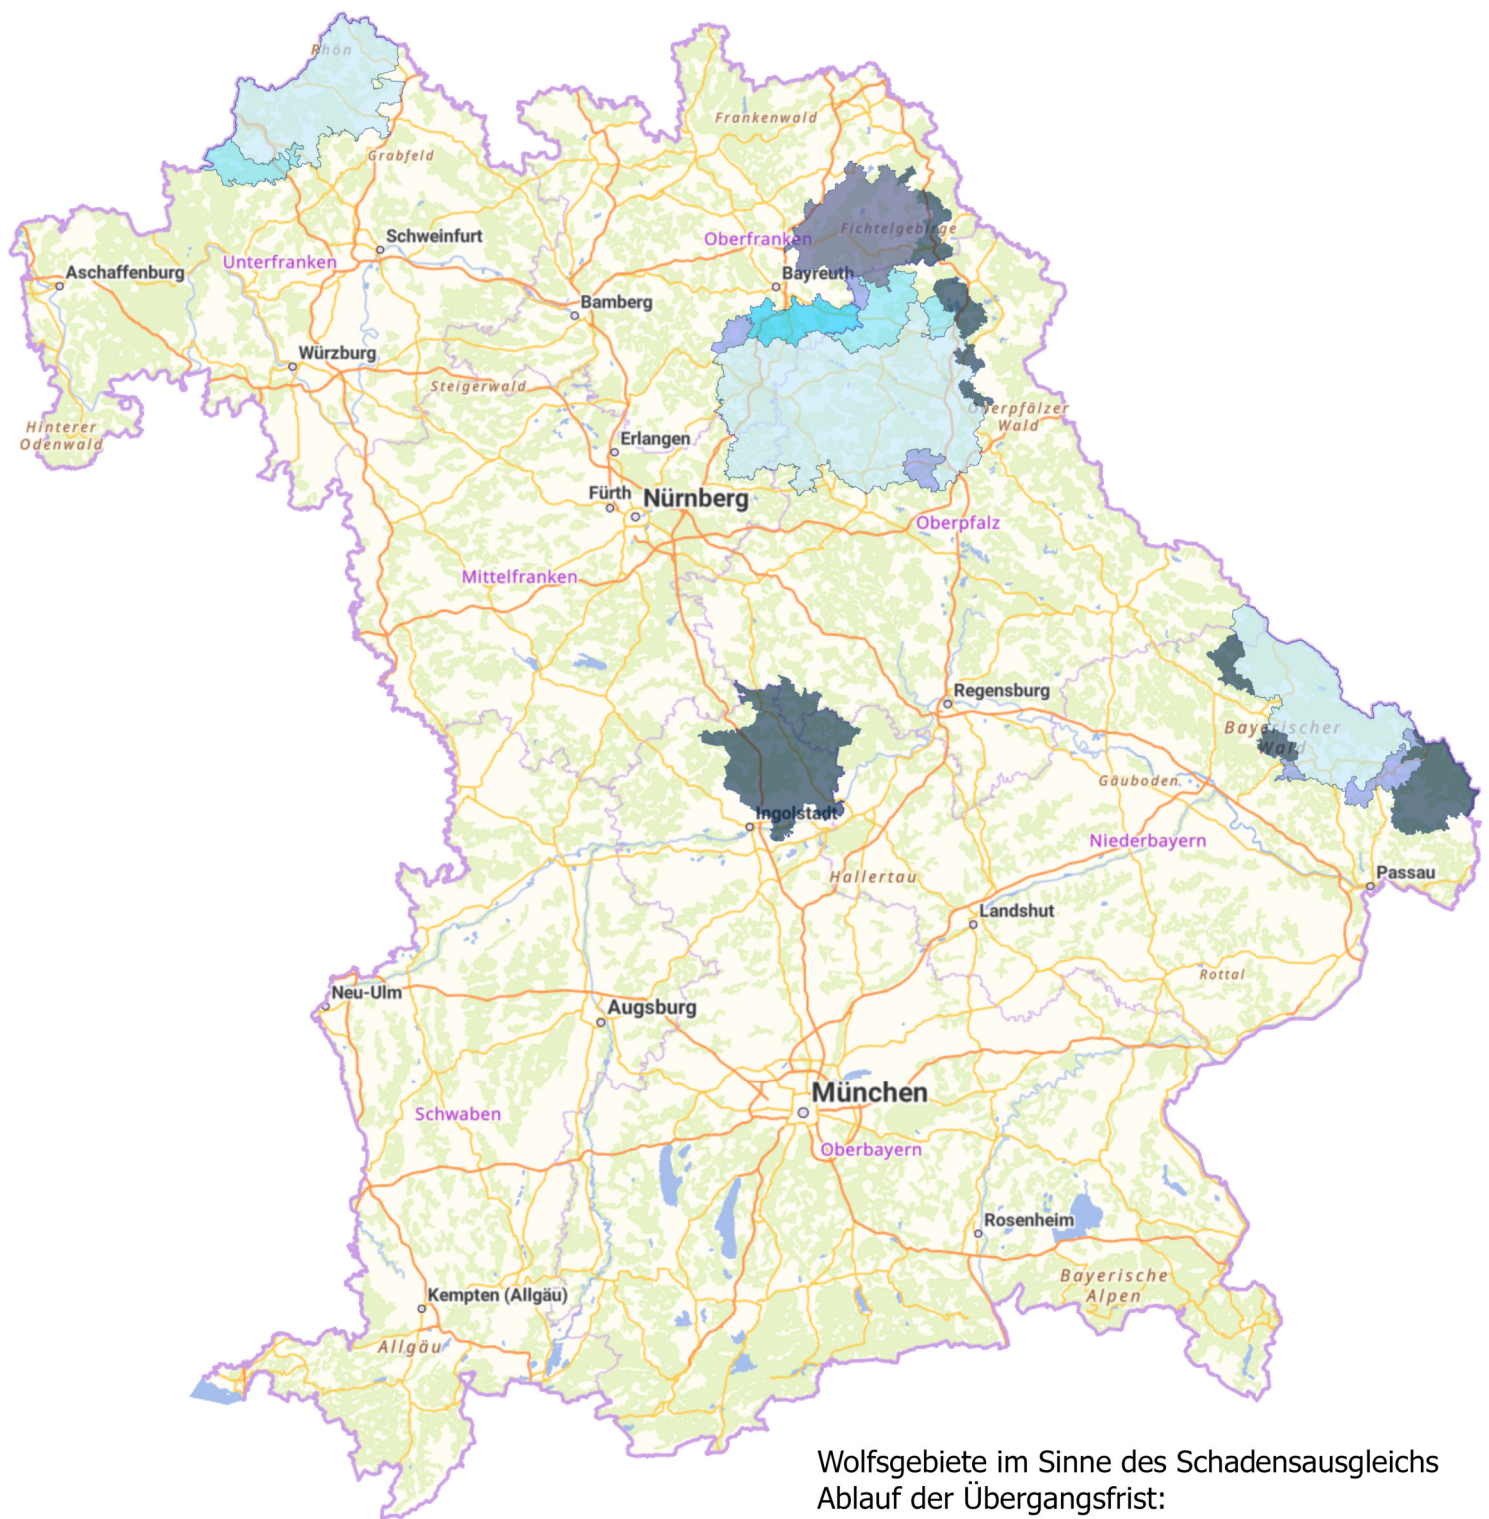 Rhön
Frankenwald
Grabfeld
Schweinfurt
Oberfranken
Fichtelgebirge
Unterfranken
Aschaffenburg
Bayreuth
Bamberg
Würzburg
Steigerwald
Hinterer
Odenwald
Oberpfälzer
Wald
Erlangen
Fürth
Nürnberg
Oberpfalz
Mittelfranken
Regensburg
Bayerischer
Wald
Gäuboden
Ingolstadt
Niederbayern
Hallertau
Passau
Landshut
Rottal
Neu-Ulm
Augsburg
München
Schwaben
Oberbayern
Rosenheim
Bayerische
Alpen
Kempten (Allgäu)
Allgäu
Wolfsgebiete im Sinne des Schadensausgleichs
Ablauf der Übergangsfrist: